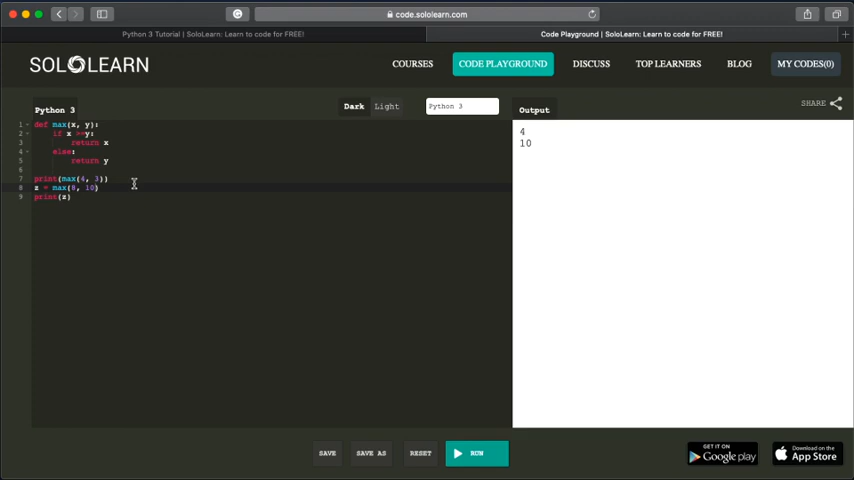 code.sololearn.com
Python 3 Tutorial | SoloLearn: Learn to code for FREE!
Code Playground | SoloLearn: Learn to code for FREE!
SOLOLEARN
COURSES
CODE PLAYGROUND
DISCUSS
TOP LEARNERS
BLOG
MY CODES(0)
Python 3
Dark
Light
Python 3
Output
SHARE
1 def max(x, y):
2 if x >=y:
3 return x
4 else:
5 return y
6
7 print(max(4, 3))
8 z = max(8, 10)
9 print(z)
4
10
SAVE
SAVE AS
RESET
RUN
GET IT ON
Google play
Download on the
App Store